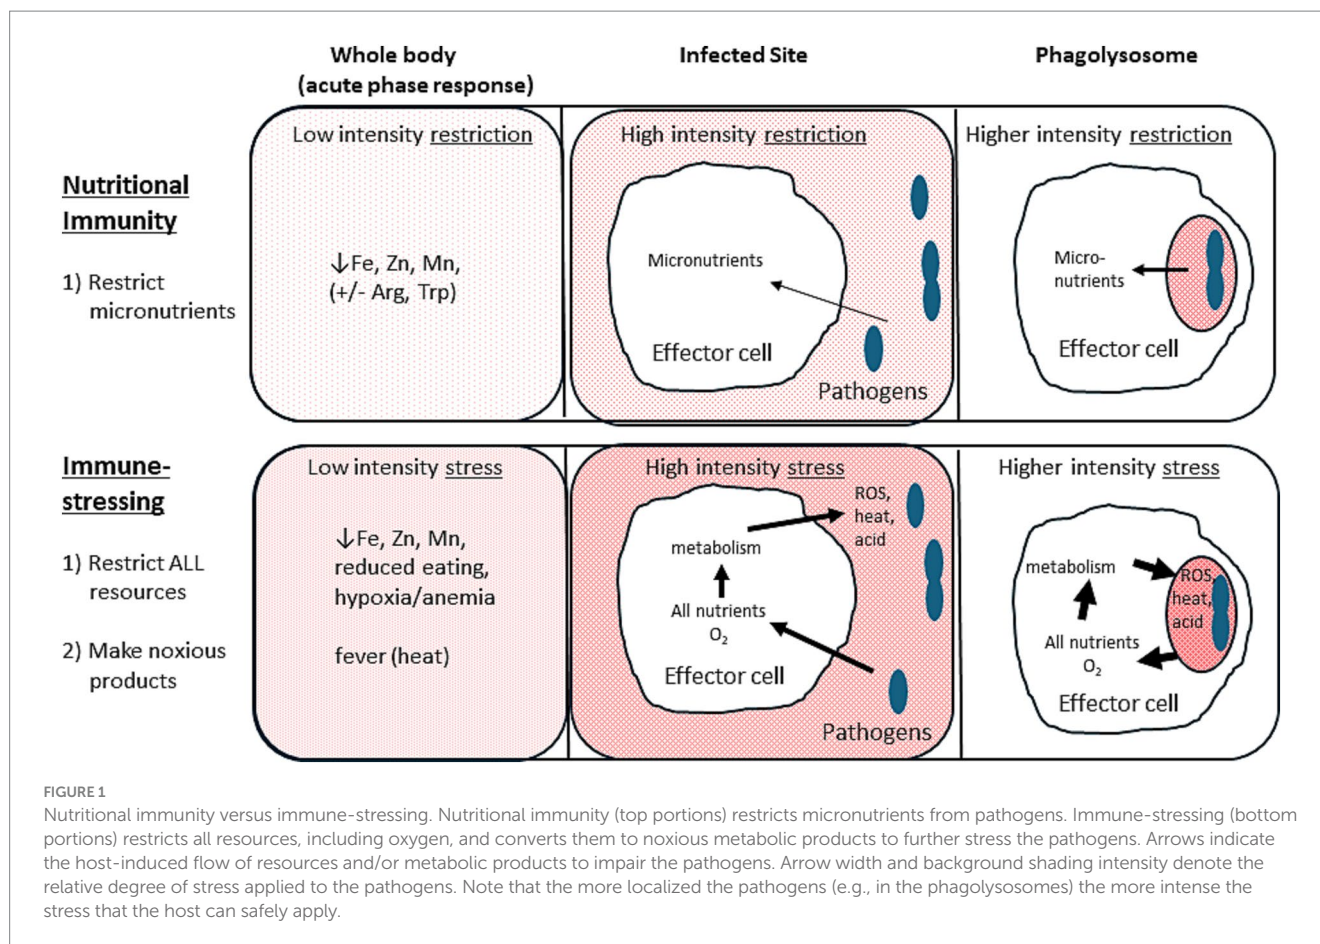 Whole body
(acute phase response)
Infected Site
Phagolysosome
Nutritional
Immunity
1) Restrict
micronutrients
Low intensity restriction
↓Fe, Zn, Mn,
(+/- Arg, Trp)
High intensity restriction
Micronutrients
Effector cell
Pathogens
Higher intensity restriction
Micro-
nutrients
Effector cell
Immune-
stressing
1) Restrict ALL
resources
2) Make noxious
products
Low intensity stress
↓Fe, Zn, Mn,
reduced eating,
hypoxia/anemia
fever (heat)
High intensity stress
ROS,
heat,
acid
metabolism
All nutrients
O₂
Effector cell
Pathogens
Higher intensity stress
metabolism
ROS,
heat,
acid
All nutrients
O₂
Effector cell
FIGURE 1
Nutritional immunity versus immune-stressing. Nutritional immunity (top portions) restricts micronutrients from pathogens. Immune-stressing (bottom
portions) restricts all resources, including oxygen, and converts them to noxious metabolic products to further stress the pathogens. Arrows indicate
the host-induced flow of resources and/or metabolic products to impair the pathogens. Arrow width and background shading intensity denote the
relative degree of stress applied to the pathogens. Note that the more localized the pathogens (e.g., in the phagolysosomes) the more intense the
stress that the host can safely apply.